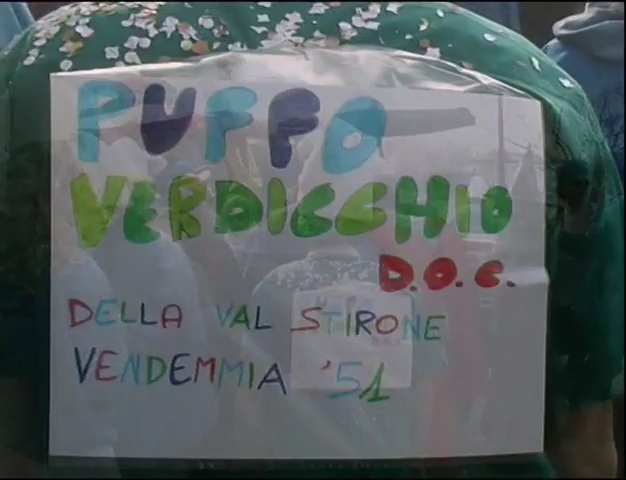 PUFFO
VERDICCHIO
D.O.C.
DELLA VAL STIRONE
VENDEMMIA '51